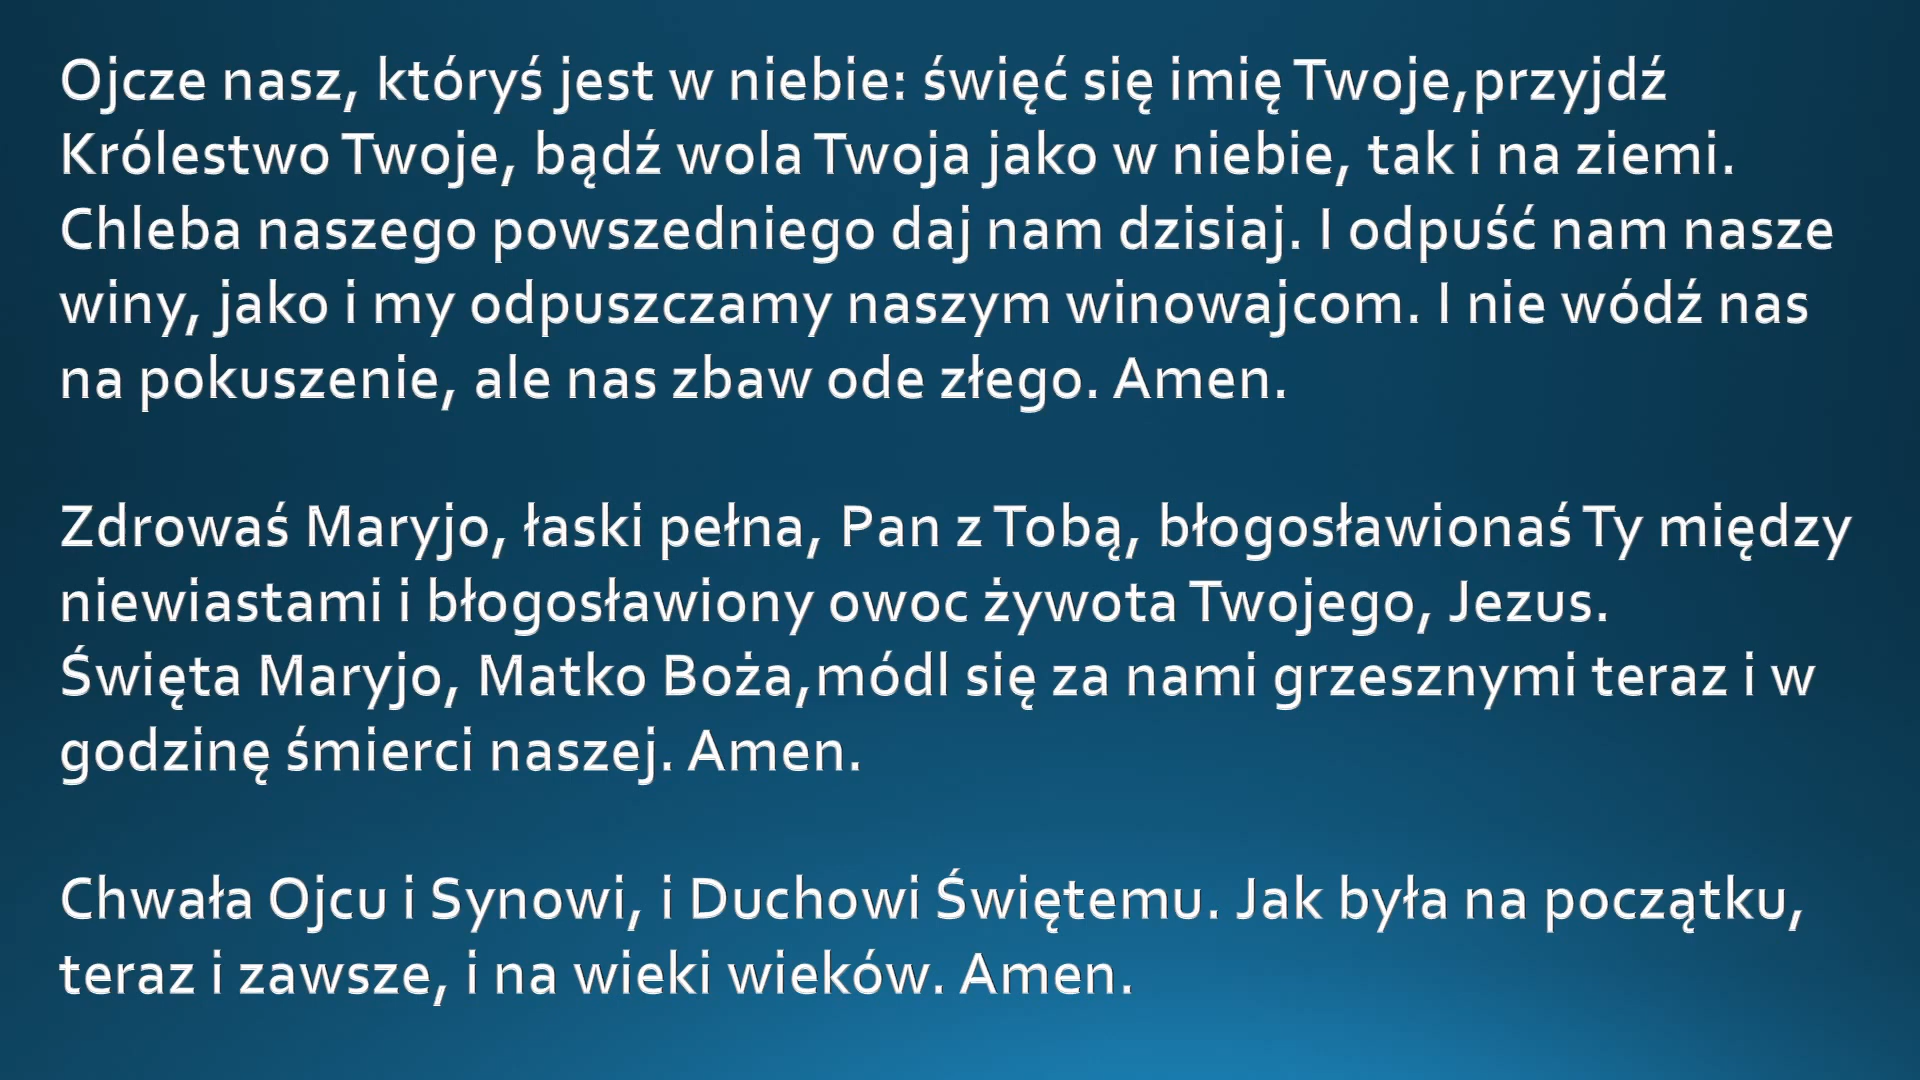 Ojcze nasz, któryś jest w niebie: święć się imię Twoje,przyjdź
Królestwo Twoje, bądź wola Twoja jako w niebie, tak i na ziemi.
Chleba naszego powszedniego daj nam dzisiaj. I odpuść nam nasze
winy, jako i my odpuszczamy naszym winowajcom. I nie wódź nas
na pokuszenie, ale nas zbaw ode złego. Amen.
Zdrowaś Maryjo, łaski pełna, Pan z Tobą, błogosławionaś Ty między
niewiastami i błogosławiony owoc żywota Twojego, Jezus.
Święta Maryjo, Matko Boża,módl się za nami grzesznymi teraz i w
godzinę śmierci naszej. Amen.
Chwała Ojcu i Synowi, i Duchowi Świętemu. Jak była na początku,
teraz i zawsze, i na wieki wieków. Amen.